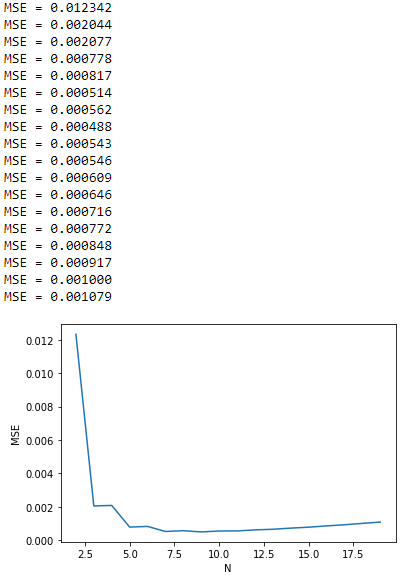 MSE = 0.012342
MSE = 0.002044
MSE = 0.002077
MSE = 0.000778
MSE = 0.000817
MSE = 0.000514
MSE = 0.000562
MSE = 0.000488
MSE = 0.000543
MSE = 0.000546
MSE = 0.000609
MSE = 0.000646
MSE = 0.000716
MSE = 0.000772
MSE = 0.000848
MSE = 0.000917
MSE = 0.001000
MSE = 0.001079
0.012
0.010
0.008
0.006
0.004
0.002
0.000
MSE
2.5 5.0 7.5 10.0 12.5 15.0 17.5
N